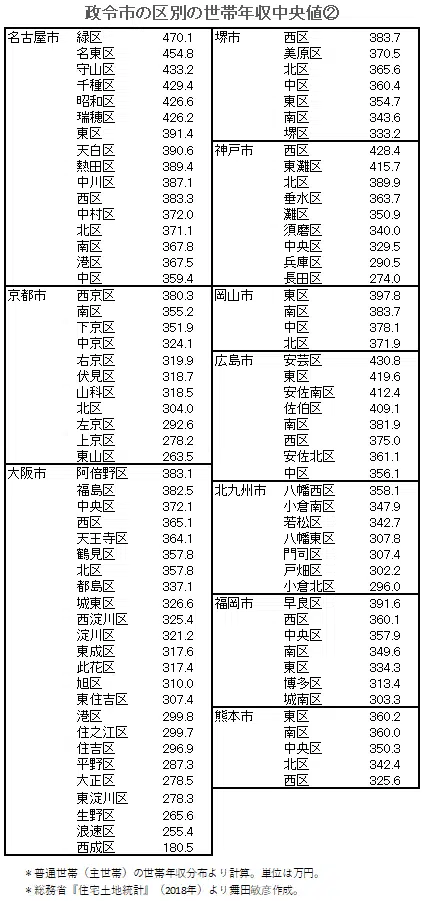 政令市の区別の世帯年収中央値②
名古屋市 緑区 470.1
名東区 454.8
守山区 433.2
千種区 429.4
昭和区 426.6
瑞穂区 426.2
東区 391.4
天白区 390.6
熱田区 389.4
中川区 387.1
西区 383.3
中村区 372.0
北区 371.1
南区 367.8
港区 367.5
中区 359.4
京都市 西京区 380.3
南区 355.2
下京区 351.9
中京区 324.1
右京区 319.9
伏見区 318.7
山科区 318.5
北区 304.0
左京区 292.6
上京区 278.2
東山区 263.5
大阪市 阿倍野区 383.1
福島区 382.5
中央区 372.1
西区 365.1
天王寺区 364.1
鶴見区 357.8
北区 357.8
都島区 337.1
城東区 326.6
西淀川区 325.4
淀川区 321.2
東成区 317.6
此花区 317.4
旭区 310.0
東住吉区 307.4
港区 299.8
住之江区 299.7
住吉区 296.9
平野区 287.3
大正区 278.5
東淀川区 278.3
生野区 265.6
浪速区 255.4
西成区 180.5
堺市 西区 383.7
美原区 370.5
北区 365.6
中区 360.4
東区 354.7
南区 343.6
堺区 333.2
神戸市 西区 428.4
東灘区 415.7
北区 389.9
垂水区 363.7
灘区 350.9
須磨区 340.0
中央区 329.5
兵庫区 290.5
長田区 274.0
岡山市 東区 397.8
南区 383.7
中区 378.1
北区 371.9
広島市 安芸区 430.8
東区 419.6
安佐南区 412.4
佐伯区 409.1
南区 381.9
西区 375.0
安佐北区 361.1
中区 356.1
北九州市 八幡西区 358.1
小倉南区 347.9
若松区 342.7
八幡東区 307.8
門司区 307.4
戸畑区 302.2
小倉北区 296.0
福岡市 早良区 391.6
西区 360.1
中央区 357.9
南区 349.6
東区 334.3
博多区 313.4
城南区 303.3
熊本市 東区 360.2
南区 360.0
中央区 350.3
北区 342.4
西区 325.6
＊普通世帯（主世帯）の世帯年収分布より計算。単位は万円。
＊総務省『住宅土地統計』（2018年）より舞田敏彦作成。